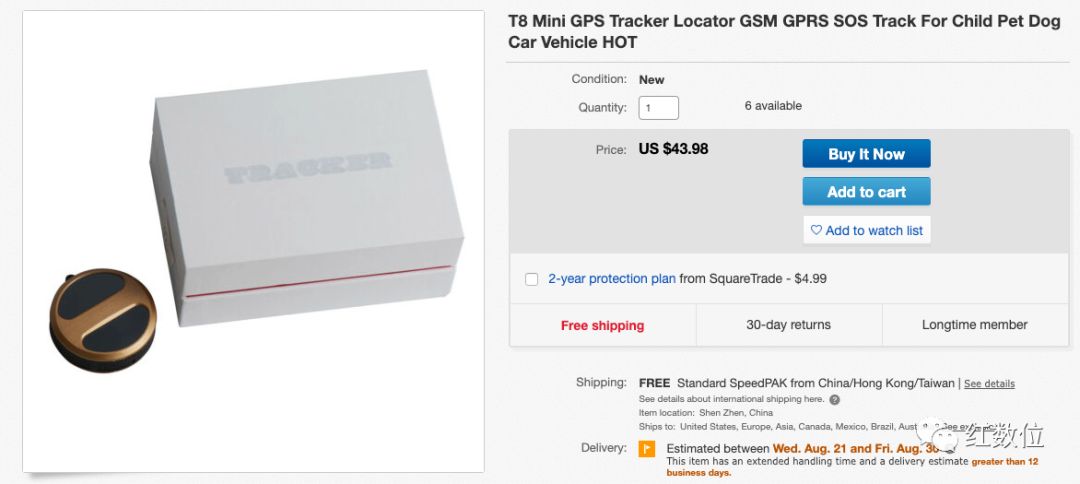 T8 Mini GPS Tracker Locator GSM GPRS SOS Track For Child Pet Dog
Car Vehicle HOT
TRACKER
Condition: New
Quantity: 1 6 available
Price: US $43.98
Buy It Now
Add to cart
Add to watch list
2-year protection plan from SquareTrade - $4.99
Free shipping 30-day returns Longtime member
Shipping: FREE Standard SpeedPAK from China/Hong Kong/Taiwan | See details
See details about international shipping here. ?
Item location: Shen Zhen, China
Ships to: United States, Europe, Asia, Canada, Mexico, Brazil,
红数位
Delivery: Estimated between Wed. Aug. 21 and Fri. Aug. 30
This item has an extended handling time and a delivery estimate greater than 12
business days.